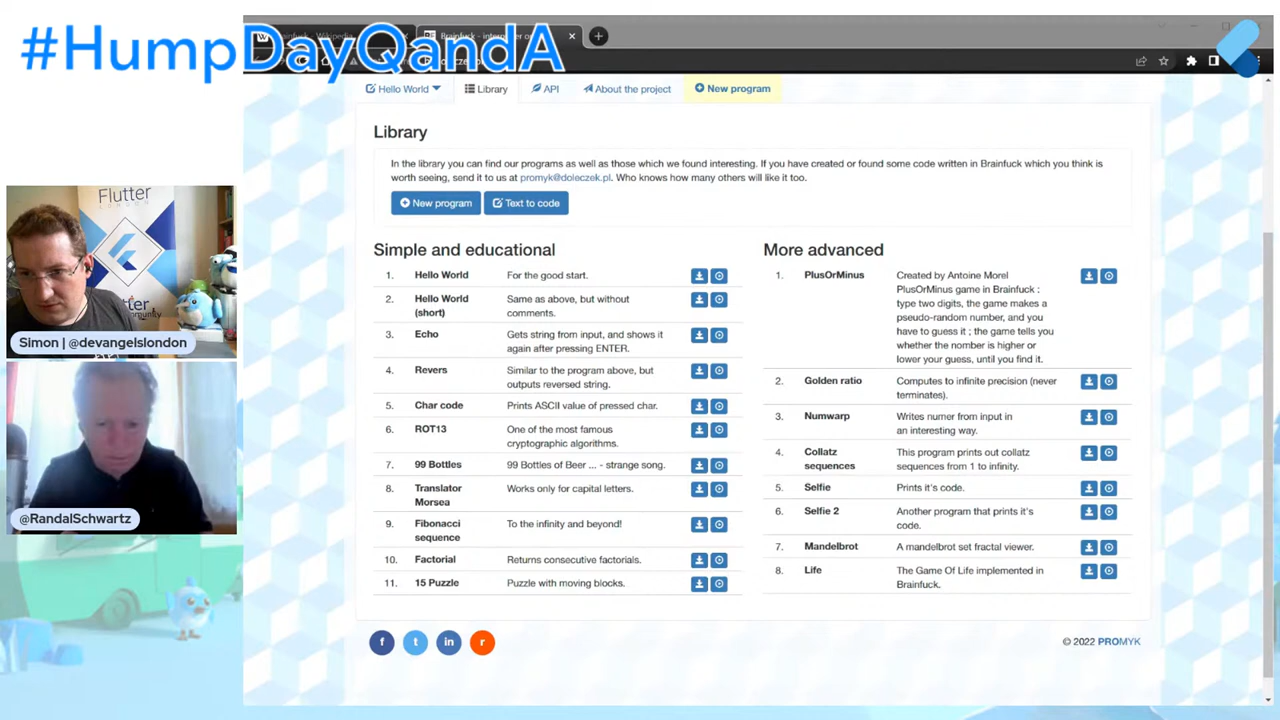 #HumpDayQandA
Hello World
Library
API
About the project
New program
Library
In the library you can find our programs as well as those which we found interesting. If you have created or found some code written in Brainfuck which you think is
worth seeing, send it to us at promyk@doleczek.pl. Who knows how many others will like it too.
New program
Text to code
Simple and educational
1. Hello World For the good start.
2. Hello World Same as above, but without
(short) comments.
3. Echo Gets string from input, and shows it
again after pressing ENTER.
4. Revers Similar to the program above, but
outputs reversed string.
5. Char code Prints ASCII value of pressed char.
6. ROT13 One of the most famous
cryptographic algorithms.
7. 99 Bottles 99 Bottles of Beer ... - strange song.
8. Translator Works only for capital letters.
Morsea
9. Fibonacci To the infinity and beyond!
sequence
10. Factorial Returns consecutive factorials.
11. 15 Puzzle Puzzle with moving blocks.
More advanced
1. PlusOrMinus Created by Antoine Morel
PlusOrMinus game in Brainfuck :
type two digits, the game makes a
pseudo-random number, and you
have to guess it ; the game tells you
whether the number is higher or
lower your guess, until you find it.
2. Golden ratio Computes to infinite precision (never
terminates).
3. Numwarp Writes numer from input in
an interesting way.
4. Collatz This program prints out collatz
sequences sequences from 1 to infinity.
5. Selfie Prints it's code.
6. Selfie 2 Another program that prints it's
code.
7. Mandelbrot A mandelbrot set fractal viewer.
8. Life The Game Of Life implemented in
Brainfuck.
f
t
in
r
© 2022 PROMYK
Flutter
LONDON
Simon | @devangelslondon
@RandalSchwartz